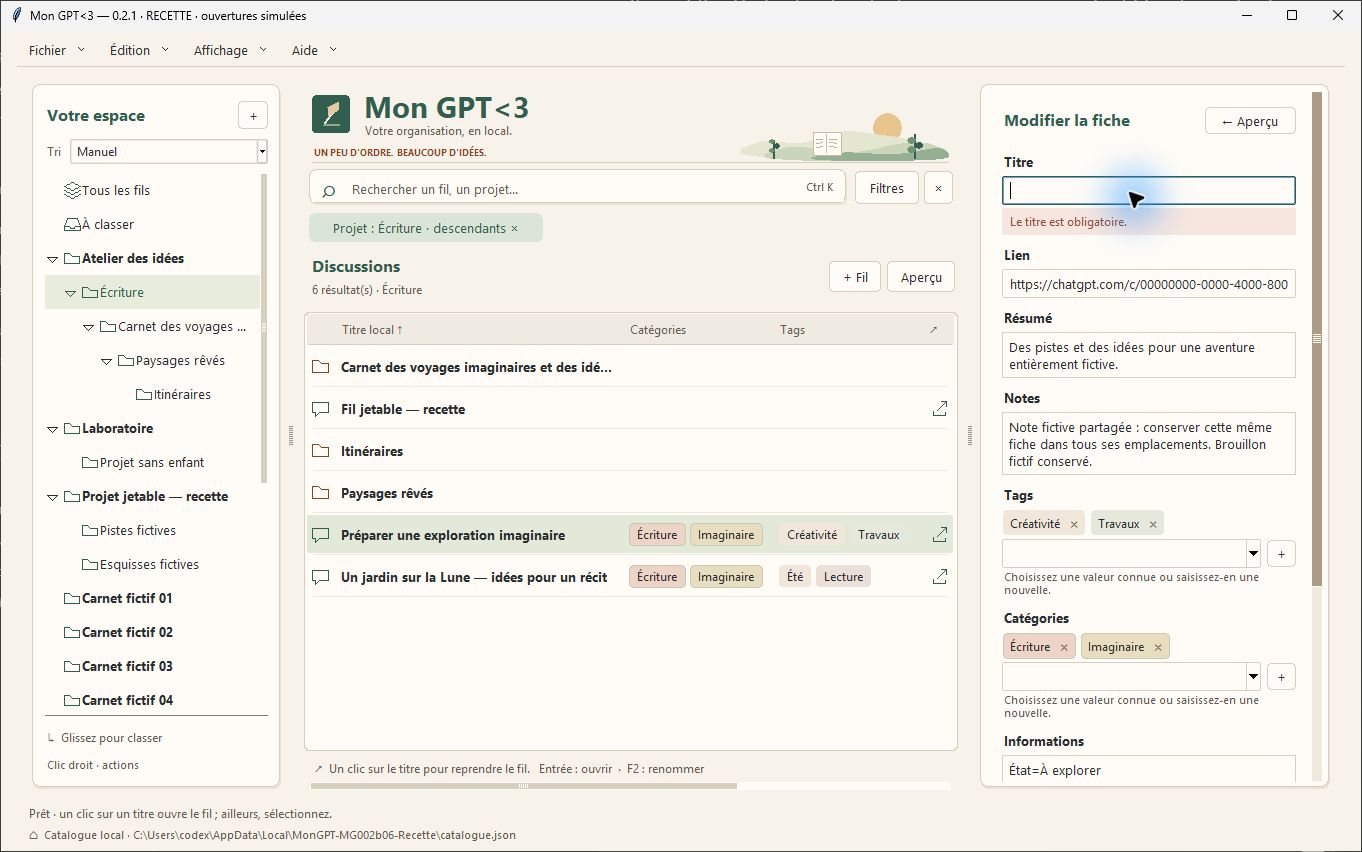 Mon GPT<3 — 0.2.1 · RECETTE · ouvertures simulées
Fichier Édition Affichage Aide
Votre espace +
Tri Manuel
Tous les fils
À classer
Atelier des idées
Écriture
Carnet des voyages ...
Paysages rêvés
Itinéraires
Laboratoire
Projet sans enfant
Projet jetable — recette
Pistes fictives
Esquisses fictives
Carnet fictif 01
Carnet fictif 02
Carnet fictif 03
Carnet fictif 04
↳ Glissez pour classer
Clic droit · actions
Mon GPT<3
Votre organisation, en local.
UN PEU D'ORDRE. BEAUCOUP D'IDÉES.
Rechercher un fil, un projet... Ctrl K Filtres ×
Projet : Écriture · descendants ×
Discussions
6 résultat(s) · Écriture
+ Fil Aperçu
Titre local ↑ Catégories Tags ↗
Carnet des voyages imaginaires et des idé...
Fil jetable — recette
Itinéraires
Paysages rêvés
Préparer une exploration imaginaire Écriture Imaginaire Créativité Travaux
Un jardin sur la Lune — idées pour un récit Écriture Imaginaire Été Lecture
↗ Un clic sur le titre pour reprendre le fil. Entrée : ouvrir · F2 : renommer
Modifier la fiche ← Aperçu
Titre
Le titre est obligatoire.
Lien
https://chatgpt.com/c/00000000-0000-4000-800
Résumé
Des pistes et des idées pour une aventure
entièrement fictive.
Notes
Note fictive partagée : conserver cette même
fiche dans tous ses emplacements. Brouillon
fictif conservé.
Tags
Créativité × Travaux ×
+
Choisissez une valeur connue ou saisissez-en une
nouvelle.
Catégories
Écriture × Imaginaire ×
+
Choisissez une valeur connue ou saisissez-en une
nouvelle.
Informations
État=À explorer
Prêt · un clic sur un titre ouvre le fil ; ailleurs, sélectionnez.
⌂ Catalogue local · C:\Users\codex\AppData\Local\MonGPT-MG002b06-Recette\catalogue.json